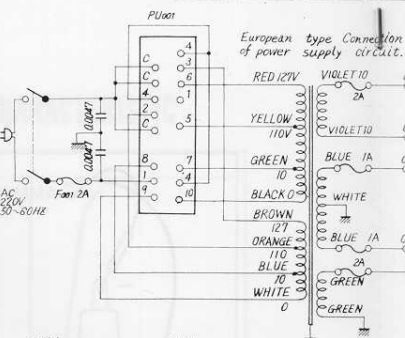 PU001
European type Connection
of power supply circuit.
4
C
3
C
6
4
1
2
C
5
8
7
1
4
9
10
0.0047
0.0047
AC
220V
50~60HZ
F001 2A
RED 127V
YELLOW
110V
GREEN
10
BLACK 0
BROWN
127
ORANGE
110
BLUE
10
WHITE
0
VIOLET 10
2A
VIOLET 10
BLUE 1A
WHITE
BLUE 1A
2A
GREEN
GREEN